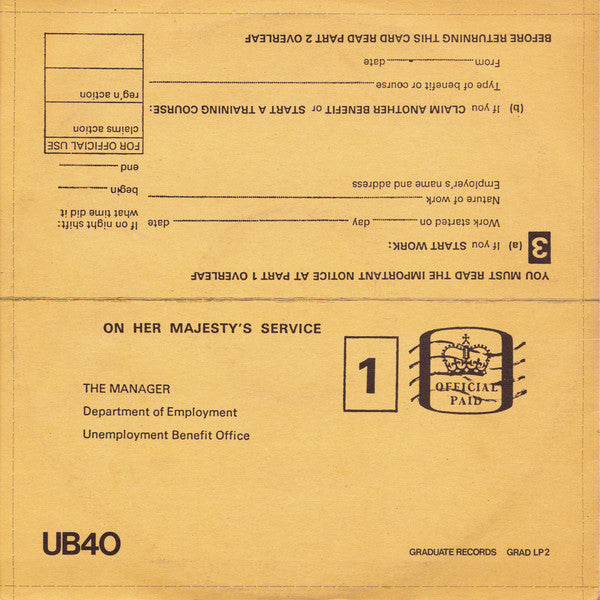 YOU MUST READ THE IMPORTANT NOTICE AT PART 1 OVERLEAF
3 (a) If you START WORK:
Work started on day date
If on night shift:
what time did it
Nature of work
begin
Employer's name and address
end
FOR OFFICIAL USE
claims action
reg'n action
(b) If you CLAIM ANOTHER BENEFIT or START A TRAINING COURSE:
Type of benefit or course
From date
BEFORE RETURNING THIS CARD READ PART 2 OVERLEAF
ON HER MAJESTY'S SERVICE
1
OFFICIAL
PAID
THE MANAGER
Department of Employment
Unemployment Benefit Office
UB40
GRADUATE RECORDS GRAD LP2